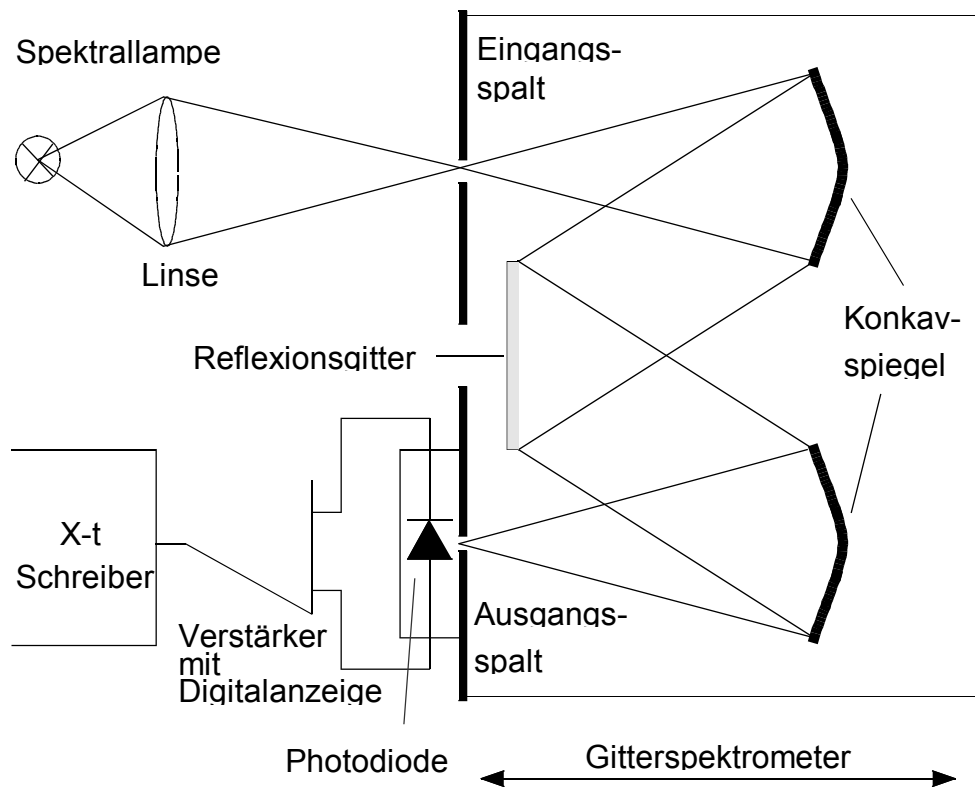 Spektrallampe
Eingangs-
spalt
Linse
Konkav-
spiegel
Reflexionsgitter
X-t
Schreiber
Verstärker
mit
Digitalanzeige
Ausgangs-
spalt
Photodiode
Gitterspektrometer